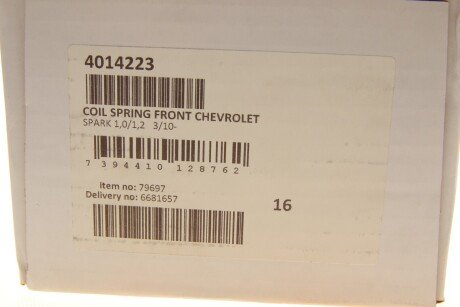 4014223
COIL SPRING FRONT CHEVROLET
SPARK 1,0/1,2 3/10-
7 394410 128762
Item no: 79697
Delivery no: 6681657
16